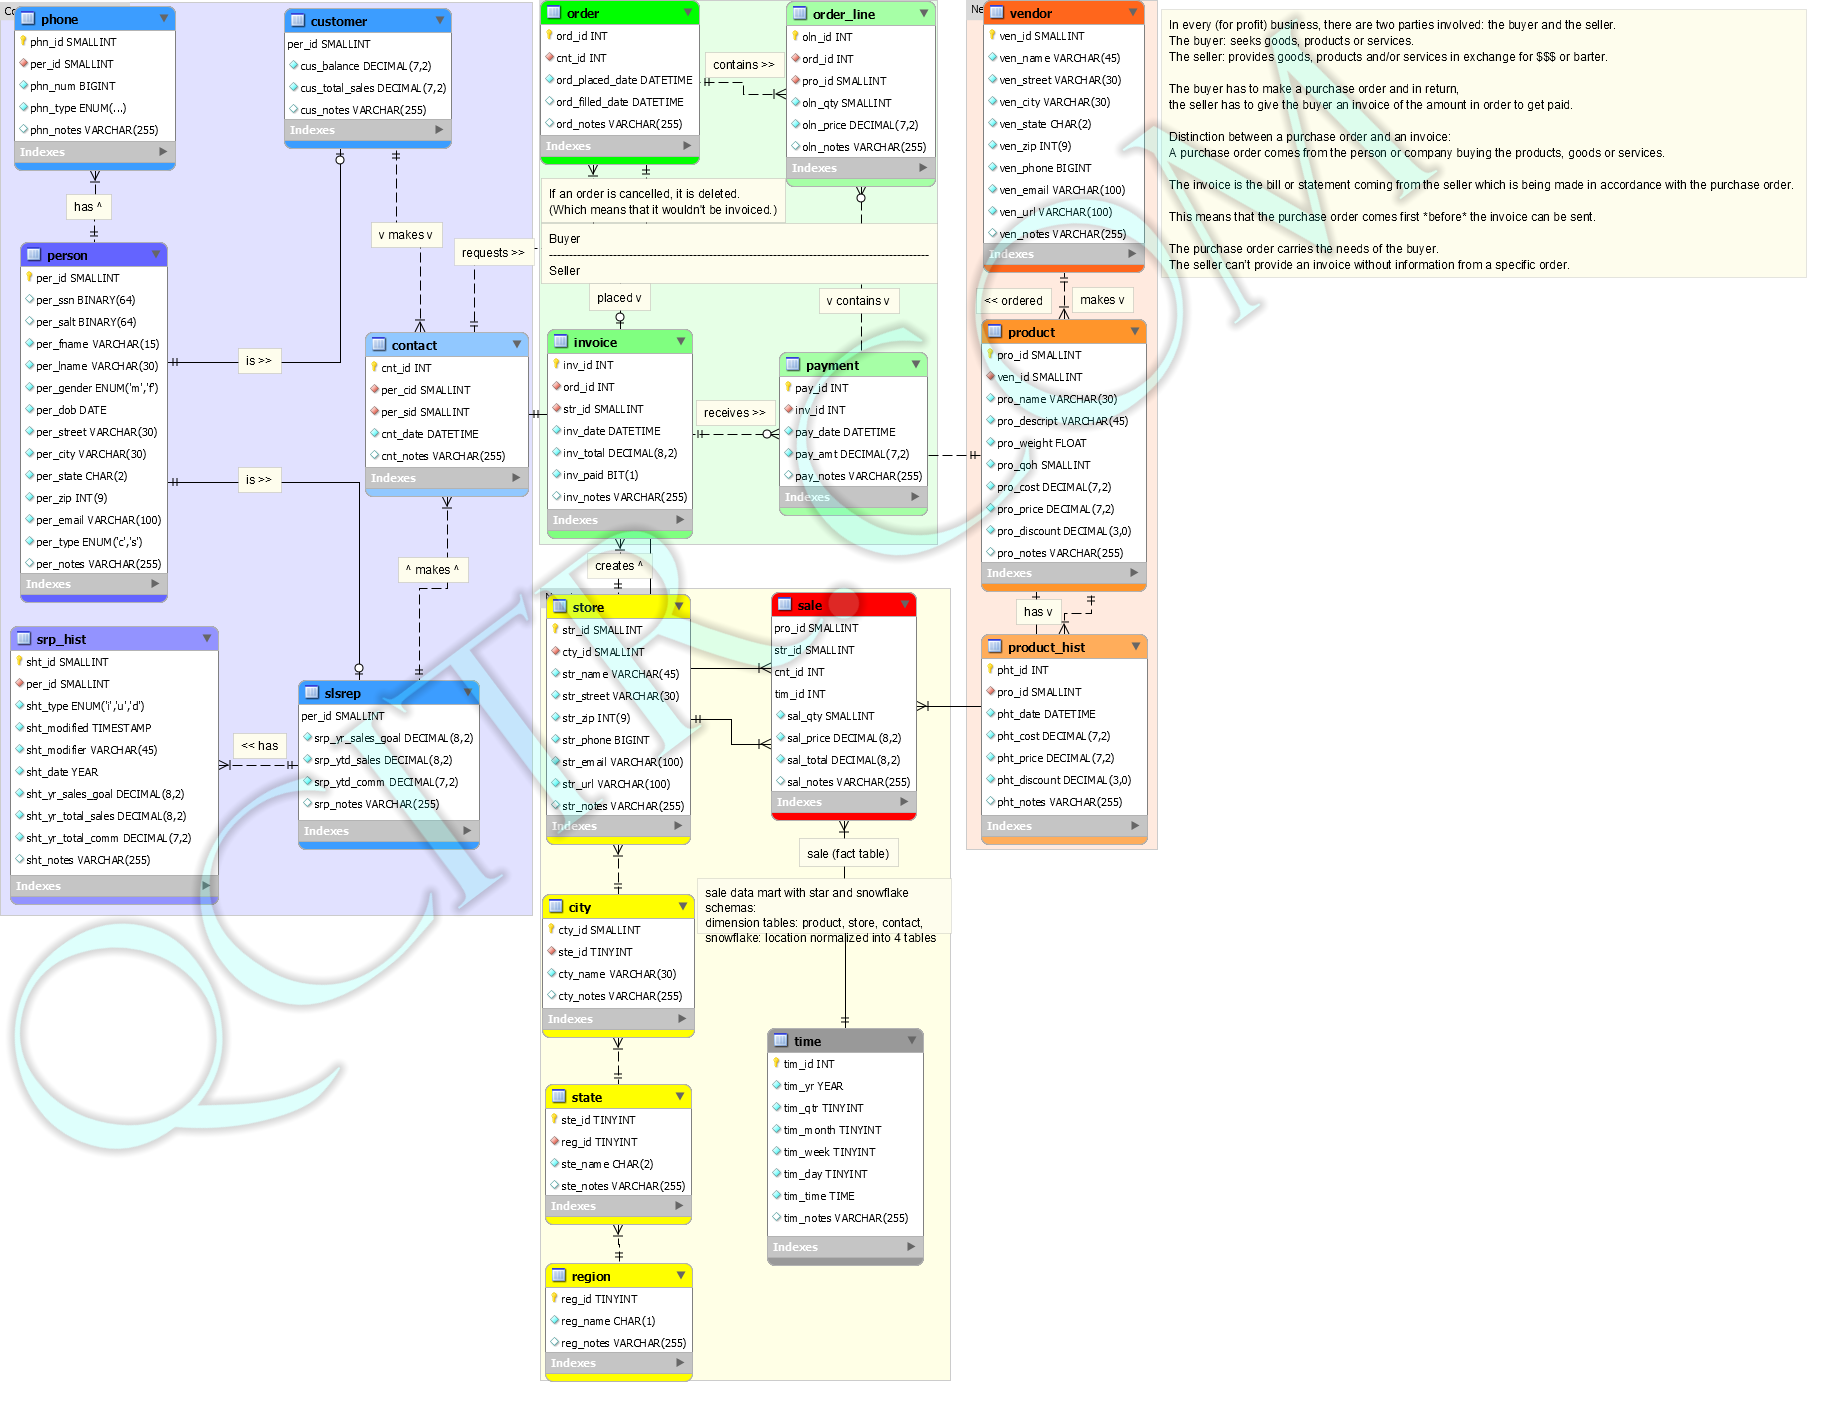 Co
phone
phn_id SMALLINT
per_id SMALLINT
phn_num BIGINT
phn_type ENUM(...)
phn_notes VARCHAR(255)
Indexes
has ^
customer
per_id SMALLINT
cus_balance DECIMAL(7,2)
cus_total_sales DECIMAL(7,2)
cus_notes VARCHAR(255)
Indexes
v makes v
requests >>
person
per_id SMALLINT
per_ssn BINARY(64)
per_salt BINARY(64)
per_fname VARCHAR(15)
per_lname VARCHAR(30)
per_gender ENUM('m','f')
per_dob DATE
per_street VARCHAR(30)
per_city VARCHAR(30)
per_state CHAR(2)
per_zip INT(9)
per_email VARCHAR(100)
per_type ENUM('c','s')
per_notes VARCHAR(255)
Indexes
is >>
is >>
contact
cnt_id INT
per_cid SMALLINT
per_sid SMALLINT
cnt_date DATETIME
cnt_notes VARCHAR(255)
Indexes
^ makes ^
srp_hist
sht_id SMALLINT
per_id SMALLINT
sht_type ENUM('i','u','d')
sht_modified TIMESTAMP
sht_modifier VARCHAR(45)
sht_date YEAR
sht_yr_sales_goal DECIMAL(8,2)
sht_yr_total_sales DECIMAL(8,2)
sht_yr_total_comm DECIMAL(7,2)
sht_notes VARCHAR(255)
Indexes
<< has
slsrep
per_id SMALLINT
srp_yr_sales_goal DECIMAL(8,2)
srp_ytd_sales DECIMAL(8,2)
srp_ytd_comm DECIMAL(7,2)
srp_notes VARCHAR(255)
Indexes
order
ord_id INT
cnt_id INT
ord_placed_date DATETIME
ord_filled_date DATETIME
ord_notes VARCHAR(255)
Indexes
contains >>
order_line
oln_id INT
ord_id INT
pro_id SMALLINT
oln_qty SMALLINT
oln_price DECIMAL(7,2)
oln_notes VARCHAR(255)
Indexes
If an order is cancelled, it is deleted.
(Which means that it wouldn't be invoiced.)
Buyer
Seller
placed v
v contains v
invoice
inv_id INT
ord_id INT
str_id SMALLINT
inv_date DATETIME
inv_total DECIMAL(8,2)
inv_paid BIT(1)
inv_notes VARCHAR(255)
Indexes
receives >>
payment
pay_id INT
inv_id INT
pay_date DATETIME
pay_amt DECIMAL(7,2)
pay_notes VARCHAR(255)
Indexes
creates ^
store
str_id SMALLINT
cty_id SMALLINT
str_name VARCHAR(45)
str_street VARCHAR(30)
str_zip INT(9)
str_phone BIGINT
str_email VARCHAR(100)
str_url VARCHAR(100)
str_notes VARCHAR(255)
Indexes
sale
pro_id SMALLINT
str_id SMALLINT
cnt_id INT
tim_id INT
sal_qty SMALLINT
sal_price DECIMAL(8,2)
sal_total DECIMAL(8,2)
sal_notes VARCHAR(255)
Indexes
sale (fact table)
sale data mart with star and snowflake
schemas:
dimension tables: product, store, contact,
snowflake: location normalized into 4 tables
city
cty_id SMALLINT
ste_id TINYINT
cty_name VARCHAR(30)
cty_notes VARCHAR(255)
Indexes
state
ste_id TINYINT
reg_id TINYINT
ste_name CHAR(2)
ste_notes VARCHAR(255)
Indexes
region
reg_id TINYINT
reg_name CHAR(1)
reg_notes VARCHAR(255)
Indexes
time
tim_id INT
tim_yr YEAR
tim_qtr TINYINT
tim_month TINYINT
tim_week TINYINT
tim_day TINYINT
tim_time TIME
tim_notes VARCHAR(255)
Indexes
Ne
vendor
ven_id SMALLINT
ven_name VARCHAR(45)
ven_street VARCHAR(30)
ven_city VARCHAR(30)
ven_state CHAR(2)
ven_zip INT(9)
ven_phone BIGINT
ven_email VARCHAR(100)
ven_url VARCHAR(100)
ven_notes VARCHAR(255)
Indexes
<< ordered
makes v
product
pro_id SMALLINT
ven_id SMALLINT
pro_name VARCHAR(30)
pro_descript VARCHAR(45)
pro_weight FLOAT
pro_qoh SMALLINT
pro_cost DECIMAL(7,2)
pro_price DECIMAL(7,2)
pro_discount DECIMAL(3,0)
pro_notes VARCHAR(255)
Indexes
has v
product_hist
pht_id INT
pro_id SMALLINT
pht_date DATETIME
pht_cost DECIMAL(7,2)
pht_price DECIMAL(7,2)
pht_discount DECIMAL(3,0)
pht_notes VARCHAR(255)
Indexes
In every (for profit) business, there are two parties involved: the buyer and the seller.
The buyer: seeks goods, products or services.
The seller: provides goods, products and/or services in exchange for $$$ or barter.
The buyer has to make a purchase order and in return,
the seller has to give the buyer an invoice of the amount in order to get paid.
Distinction between a purchase order and an invoice:
A purchase order comes from the person or company buying the products, goods or services.
The invoice is the bill or statement coming from the seller which is being made in accordance with the purchase order.
This means that the purchase order comes first *before* the invoice can be sent.
The purchase order carries the needs of the buyer.
The seller can't provide an invoice without information from a specific order.
QCITR.COM